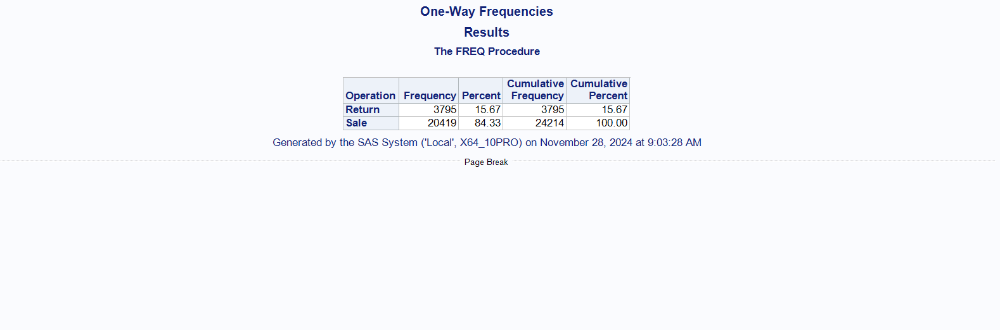 One-Way Frequencies
Results
The FREQ Procedure
Cumulative Cumulative
Operation Frequency Percent Frequency Percent
Return 3795 15.67 3795 15.67
Sale 20419 84.33 24214 100.00
Generated by the SAS System ('Local', X64_10PRO) on November 28, 2024 at 9:03:28 AM
Page Break